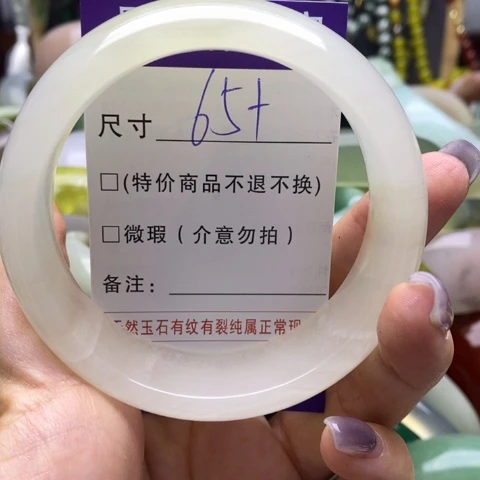 尺寸 65+
□(特价商品不退不换)
□微瑕（介意勿拍）
备注：
然玉石有纹有裂纯属正常现